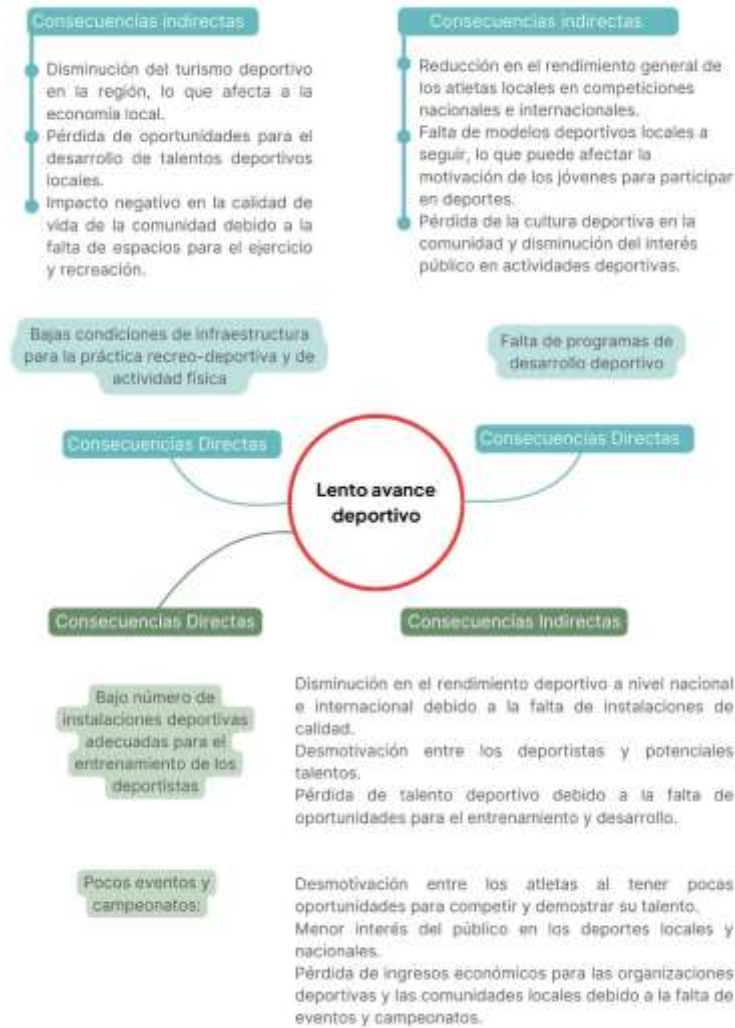 Consecuencias indirectas
Disminución del turismo deportivo
en la región, lo que afecta a la
economía local.
Pérdida de oportunidades para el
desarrollo de talentos deportivos
locales.
Impacto negativo en la calidad de
vida de la comunidad debido a la
falta de espacios para el ejercicio
y recreación.
Consecuencias indirectas
Reducción en el rendimiento general de
los atletas locales en competiciones
nacionales e internacionales.
Falta de modelos deportivos locales a
seguir, lo que puede afectar la
motivación de los jóvenes para participar
en deportes.
Pérdida de la cultura deportiva en la
comunidad y disminución del interés
público en actividades deportivas.
Bajas condiciones de infraestructura
para la práctica recreo-deportiva y de
actividad física
Falta de programas de
desarrollo deportivo
Consecuencias Directas
Consecuencias Directas
Lento avance
deportivo
Consecuencias Directas
Consecuencias Indirectas
Bajo número de
instalaciones deportivas
adecuadas para el
entrenamiento de los
deportistas
Disminución en el rendimiento deportivo a nivel nacional
e internacional debido a la falta de instalaciones de
calidad.
Desmotivación entre los deportistas y potenciales
talentos.
Pérdida de talento deportivo debido a la falta de
oportunidades para el entrenamiento y desarrollo.
Pocos eventos y
campeonatos:
Desmotivación entre los atletas al tener pocas
oportunidades para competir y demostrar su talento.
Menor interés del público en los deportes locales y
nacionales.
Pérdida de ingresos económicos para las organizaciones
deportivas y las comunidades locales debido a la falta de
eventos y campeonatos.